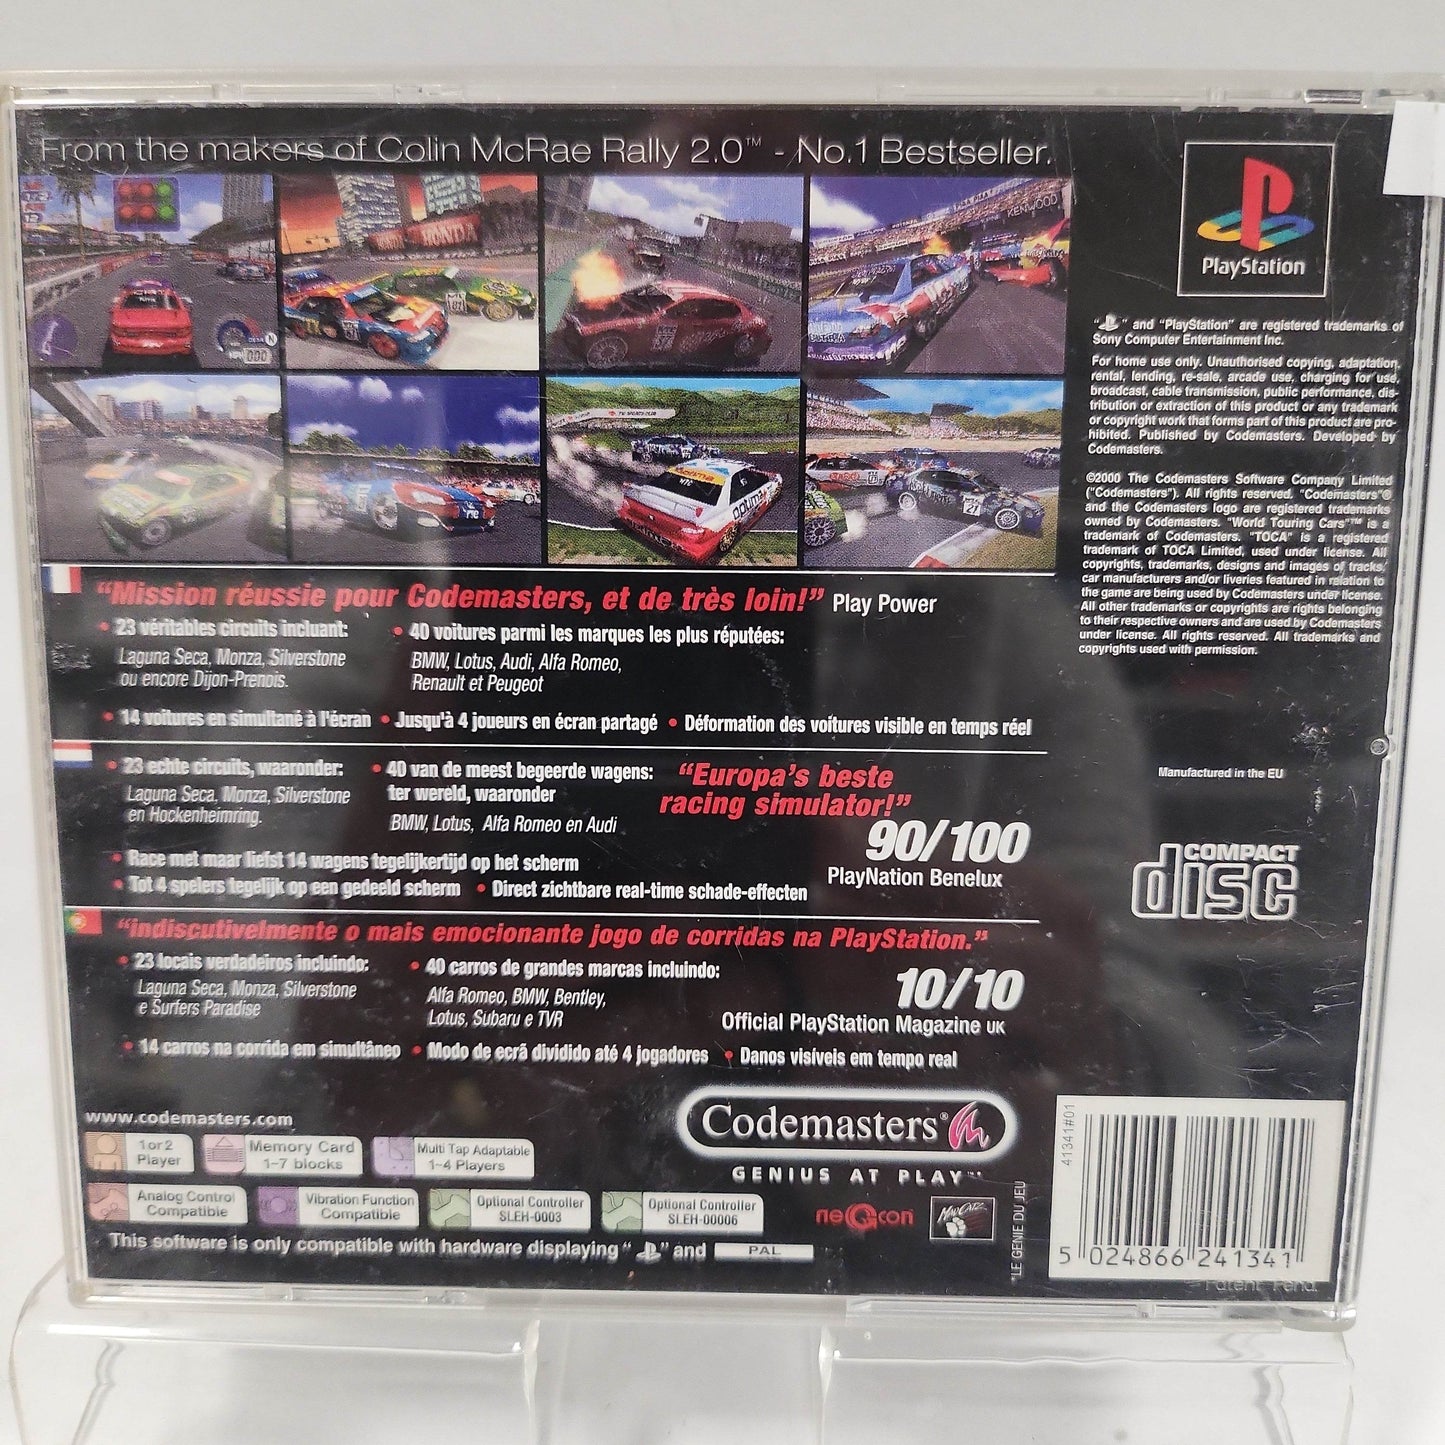 From the makers of Colin McRae Rally 2.0™ - No.1 Bestseller.
KENWOOD
PlayStation
" " and "PlayStation" are registered trademarks of
Sony Computer Entertainment Inc.
For home use only. Unauthorised copying, adaptation,
rental, lending, re-sale, arcade use, charging for use,
broadcast, cable transmission, public performance, dis-
tribution or extraction of this product or any trademark
or copyright work that forms part of this product are pro-
hibited. Published by Codemasters. Developed by
Codemasters.
©2000 The Codemasters Software Company Limited
("Codemasters"). All rights reserved. "Codemasters"®
and the Codemasters logo are registered trademarks
owned by Codemasters. "World Touring Cars"™ is a
trademark of Codemasters. "TOCA" is a registered
trademark of TOCA Limited, used under license. All
copyrights, trademarks, designs and images of tracks,
car manufacturers and/or liveries featured in relation to
the game are being used by Codemasters under license.
All other trademarks or copyrights are rights belonging
to their respective owners and are used by Codemasters
under license. All rights reserved. All trademarks and
copyrights used with permission.
"Mission réussie pour Codemasters, et de très loin!" Play Power
• 23 véritables circuits incluant:
Laguna Seca, Monza, Silverstone
ou encore Dijon-Prenois.
• 40 voitures parmi les marques les plus réputées:
BMW, Lotus, Audi, Alfa Romeo,
Renault et Peugeot
• 14 voitures en simultané à l'écran • Jusqu'à 4 joueurs en écran partagé • Déformation des voitures visible en temps réel
• 23 echte circuits, waaronder:
Laguna Seca, Monza, Silverstone
en Hockenheimring.
• 40 van de meest begeerde wagens:
ter wereld, waaronder
BMW, Lotus, Alfa Romeo en Audi
"Europa's beste
racing simulator!"
90/100
PlayNation Benelux
• Race met maar liefst 14 wagens tegelijkertijd op het scherm
• Tot 4 spelers tegelijk op een gedeeld scherm • Direct zichtbare real-time schade-effecten
Manufactured in the EU
COMPACT
disc
"indiscutivelmente o mais emocionante jogo de corridas na PlayStation."
• 23 locais verdadeiros incluindo:
Laguna Seca, Monza, Silverstone
e Surfers Paradise
• 40 carros de grandes marcas incluindo:
Alfa Romeo, BMW, Bentley,
Lotus, Subaru e TVR
10/10
Official PlayStation Magazine UK
• 14 carros na corrida em simultâneo • Modo de ecrã dividido até 4 jogadores • Danos visíveis em tempo real
www.codemasters.com
Codemasters®
GENIUS AT PLAY™*
1 or 2
Player
Memory Card
1-7 blocks
Multi Tap Adaptable
1-4 Players
Analog Control
Compatible
Vibration Function
Compatible
Optional Controller
SLEH-0003
Optional Controller
SLEH-00006
neGcon
MAD CATZ
This software is only compatible with hardware displaying " " and PAL
*LE GENIE DU JEU
41341#01
5 024866 241341
Patent Pend.